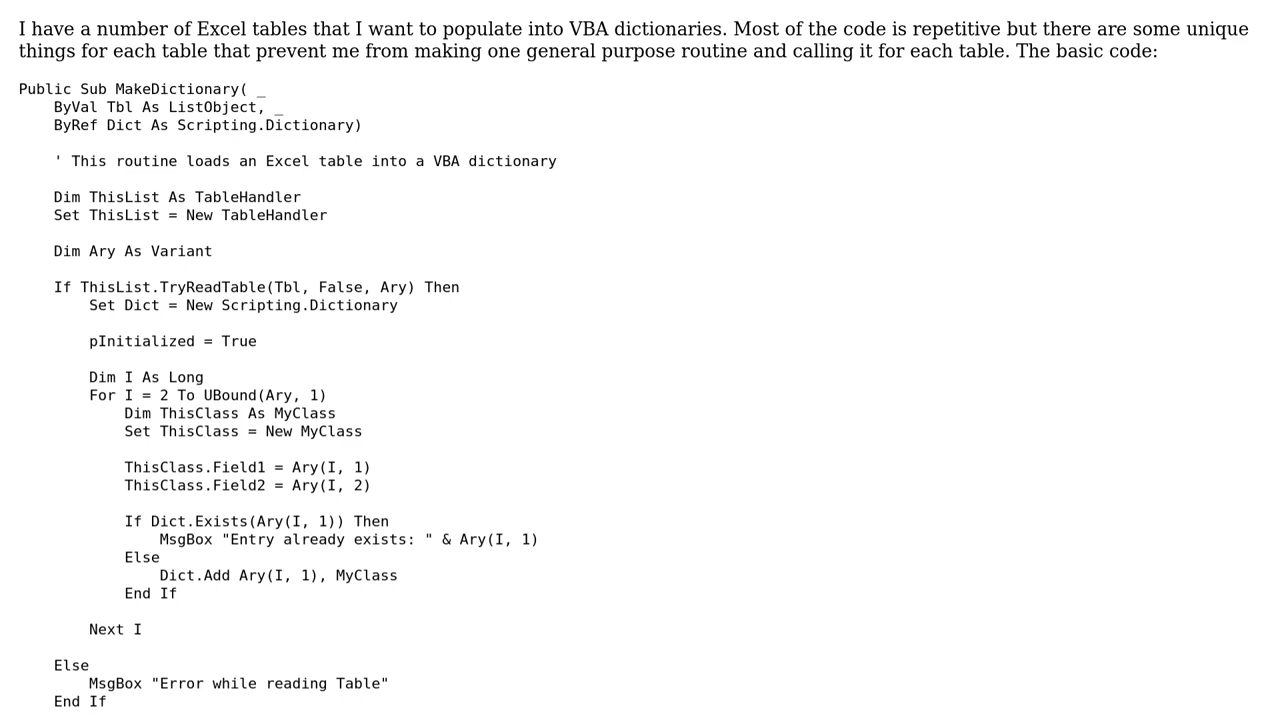 I have a number of Excel tables that I want to populate into VBA dictionaries. Most of the code is repetitive but there are some unique
things for each table that prevent me from making one general purpose routine and calling it for each table. The basic code:
Public Sub MakeDictionary( _
    ByVal Tbl As ListObject, _
    ByRef Dict As Scripting.Dictionary)
    ' This routine loads an Excel table into a VBA dictionary
    Dim ThisList As TableHandler
    Set ThisList = New TableHandler
    Dim Ary As Variant
    If ThisList.TryReadTable(Tbl, False, Ary) Then
        Set Dict = New Scripting.Dictionary
        pInitialized = True
        Dim I As Long
        For I = 2 To UBound(Ary, 1)
            Dim ThisClass As MyClass
            Set ThisClass = New MyClass
            ThisClass.Field1 = Ary(I, 1)
            ThisClass.Field2 = Ary(I, 2)
            If Dict.Exists(Ary(I, 1)) Then
                MsgBox "Entry already exists: " & Ary(I, 1)
            Else
                Dict.Add Ary(I, 1), MyClass
            End If
        Next I
    Else
        MsgBox "Error while reading Table"
    End If